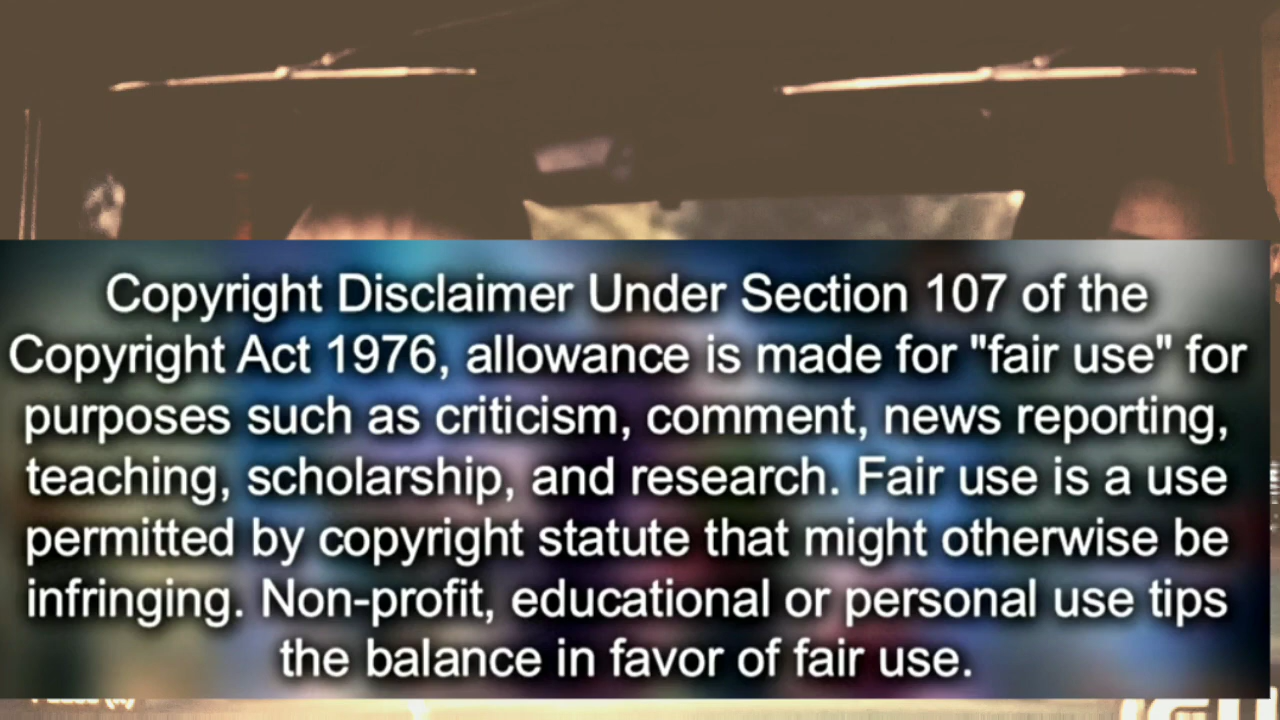 Copyright Disclaimer Under Section 107 of the
Copyright Act 1976, allowance is made for "fair use" for
purposes such as criticism, comment, news reporting,
teaching, scholarship, and research. Fair use is a use
permitted by copyright statute that might otherwise be
infringing. Non-profit, educational or personal use tips
the balance in favor of fair use.